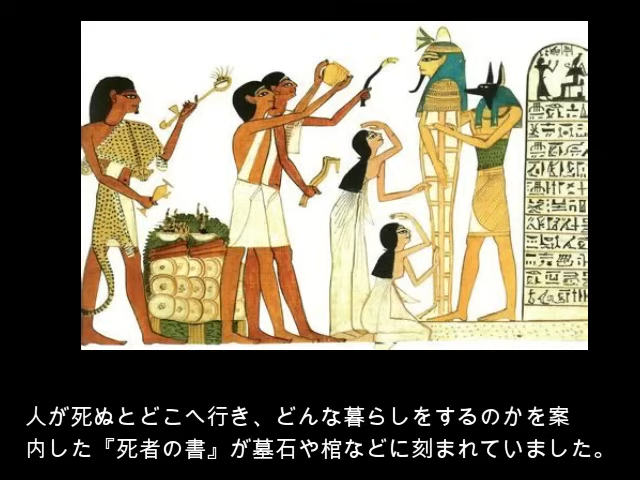 人が死ぬとどこへ行き、どんな暮らしをするのかを案
内した『死者の書』が墓石や棺などに刻まれていました。